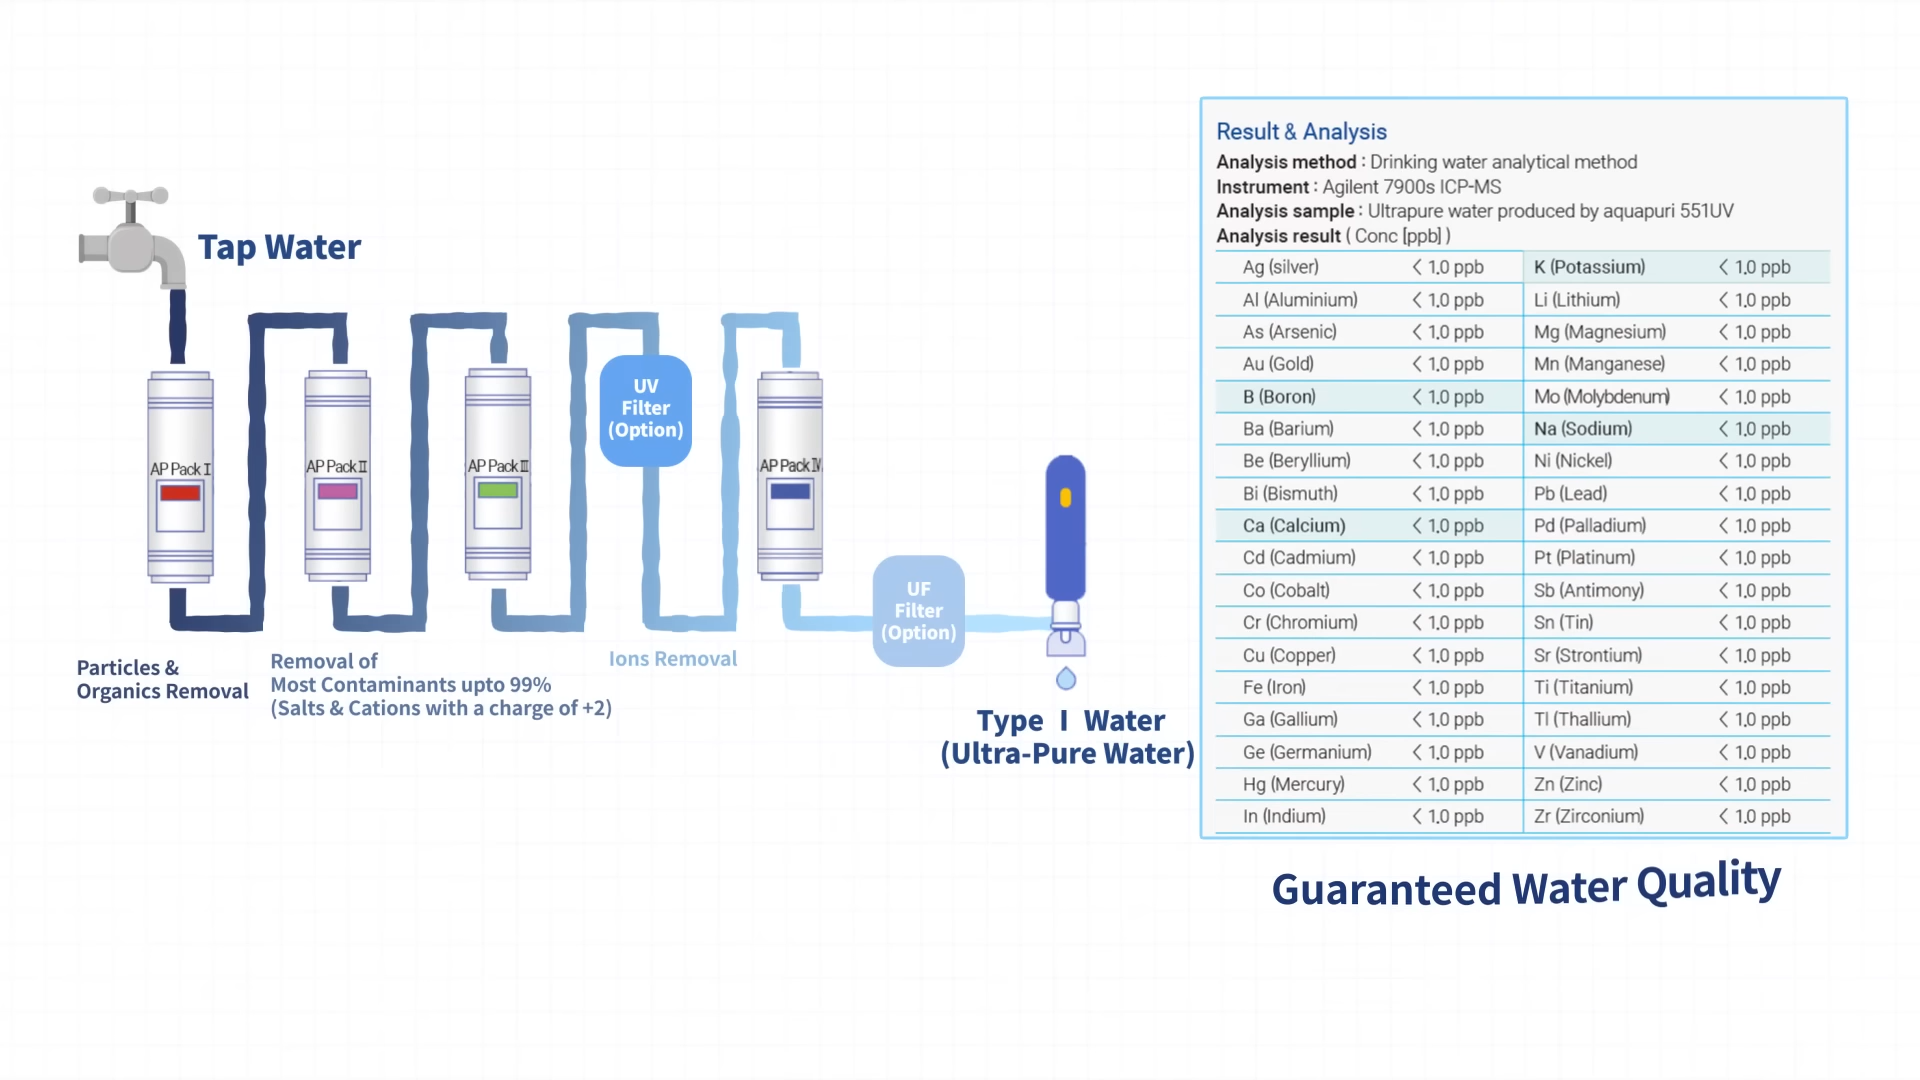 Tap Water
AP Pack Ⅰ
AP Pack Ⅱ
AP Pack Ⅲ
UV
Filter
(Option)
AP Pack Ⅳ
UF
Filter
(Option)
Particles &
Organics Removal
Removal of
Most Contaminants upto 99%
(Salts & Cations with a charge of +2)
Ions Removal
Type Ⅰ Water
(Ultra-Pure Water)
Result & Analysis
Analysis method : Drinking water analytical method
Instrument : Agilent 7900s ICP-MS
Analysis sample : Ultrapure water produced by aquapuri 551UV
Analysis result ( Conc [ppb] )
Ag (silver) < 1.0 ppb K (Potassium) < 1.0 ppb
Al (Aluminium) < 1.0 ppb Li (Lithium) < 1.0 ppb
As (Arsenic) < 1.0 ppb Mg (Magnesium) < 1.0 ppb
Au (Gold) < 1.0 ppb Mn (Manganese) < 1.0 ppb
B (Boron) < 1.0 ppb Mo (Molybdenum) < 1.0 ppb
Ba (Barium) < 1.0 ppb Na (Sodium) < 1.0 ppb
Be (Beryllium) < 1.0 ppb Ni (Nickel) < 1.0 ppb
Bi (Bismuth) < 1.0 ppb Pb (Lead) < 1.0 ppb
Ca (Calcium) < 1.0 ppb Pd (Palladium) < 1.0 ppb
Cd (Cadmium) < 1.0 ppb Pt (Platinum) < 1.0 ppb
Co (Cobalt) < 1.0 ppb Sb (Antimony) < 1.0 ppb
Cr (Chromium) < 1.0 ppb Sn (Tin) < 1.0 ppb
Cu (Copper) < 1.0 ppb Sr (Strontium) < 1.0 ppb
Fe (Iron) < 1.0 ppb Ti (Titanium) < 1.0 ppb
Ga (Gallium) < 1.0 ppb Tl (Thallium) < 1.0 ppb
Ge (Germanium) < 1.0 ppb V (Vanadium) < 1.0 ppb
Hg (Mercury) < 1.0 ppb Zn (Zinc) < 1.0 ppb
In (Indium) < 1.0 ppb Zr (Zirconium) < 1.0 ppb
Guaranteed Water Quality